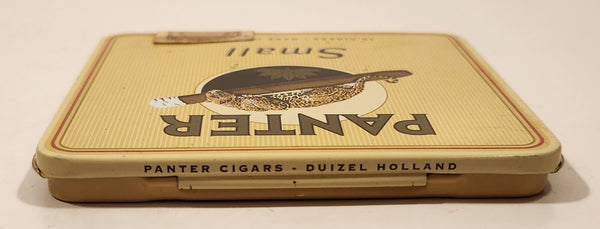 Small
PANTER
PANTER CIGARS - DUIZEL HOLLAND